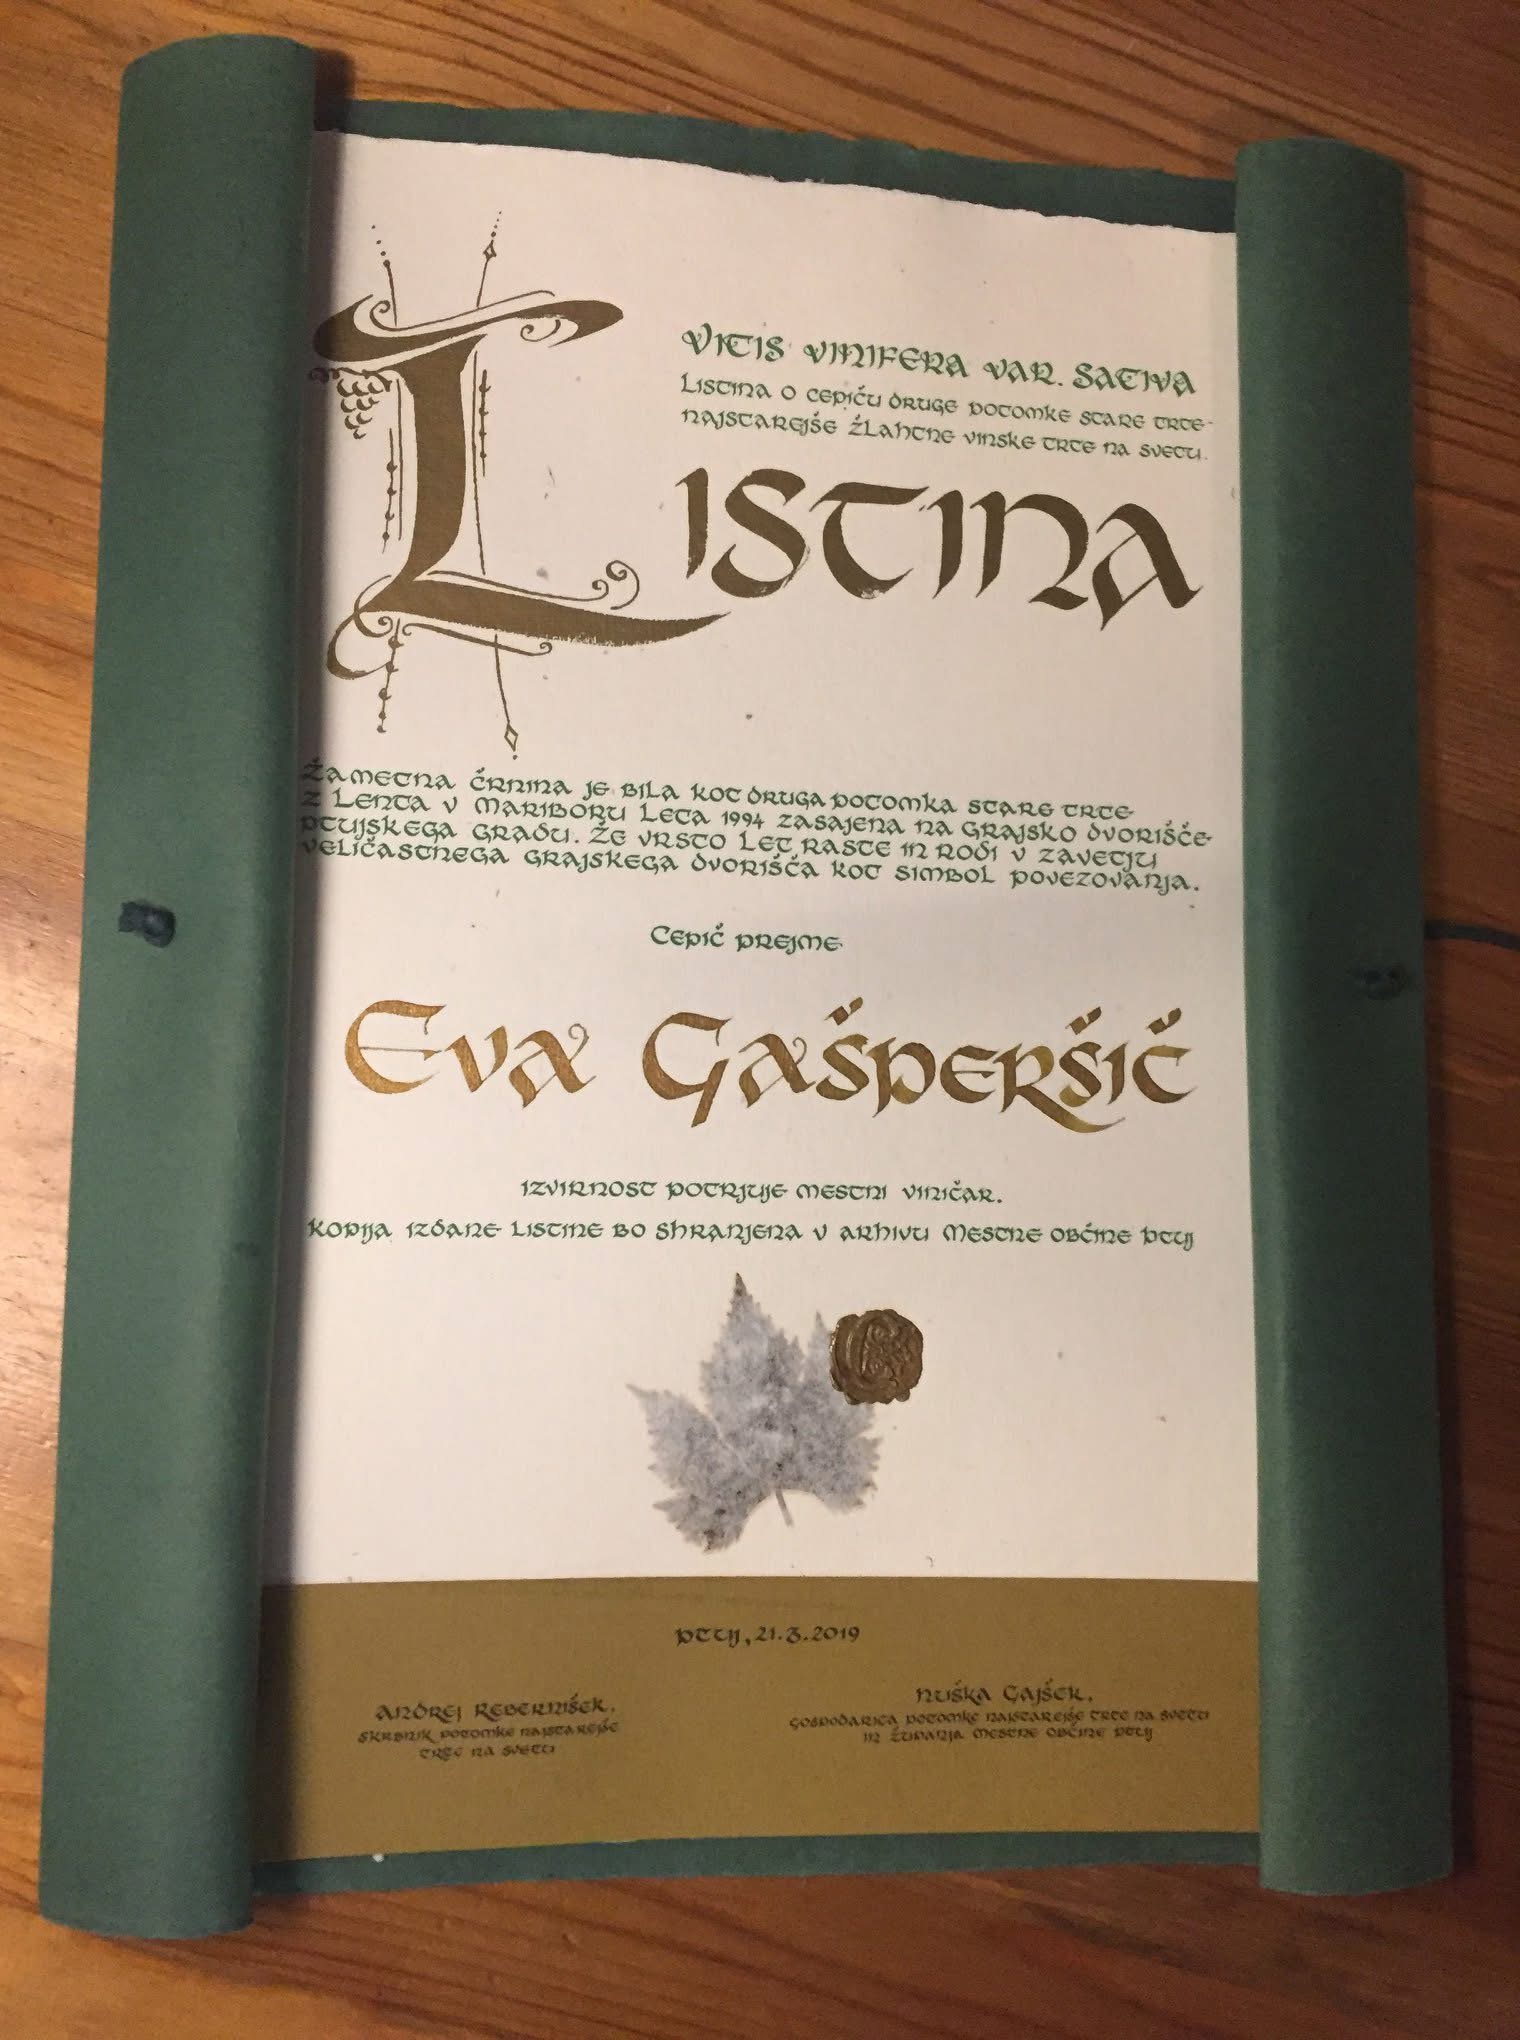 Vitis vinifera var. sativa
Listina o cepiču druge potomke stare trte-
najstarejše žlahtne vinske trte na svetu.
Listina
Žametna črnina je bila kot druga potomka stare trte
z Lenta v Mariboru leta 1994 zasajena na grajsko dvorišče
ptujskega gradu. Že vrsto let raste in rodi v zavetju
veličastnega grajskega dvorišča kot simbol povezovanja.
Cepič prejme
Eva Gašperšič
izvirnost potrjuje mestni viničar.
kopija izdane listine bo shranjena v arhivu Mestne občine Ptuj
Ptuj, 21.3.2019
Andrej Rebernišek,
skrbnik potomke najstarejše
trte na svetu
Nuška Gajšek,
gospodarica potomke najstarejše trte na svetu
in županja Mestne občine Ptuj